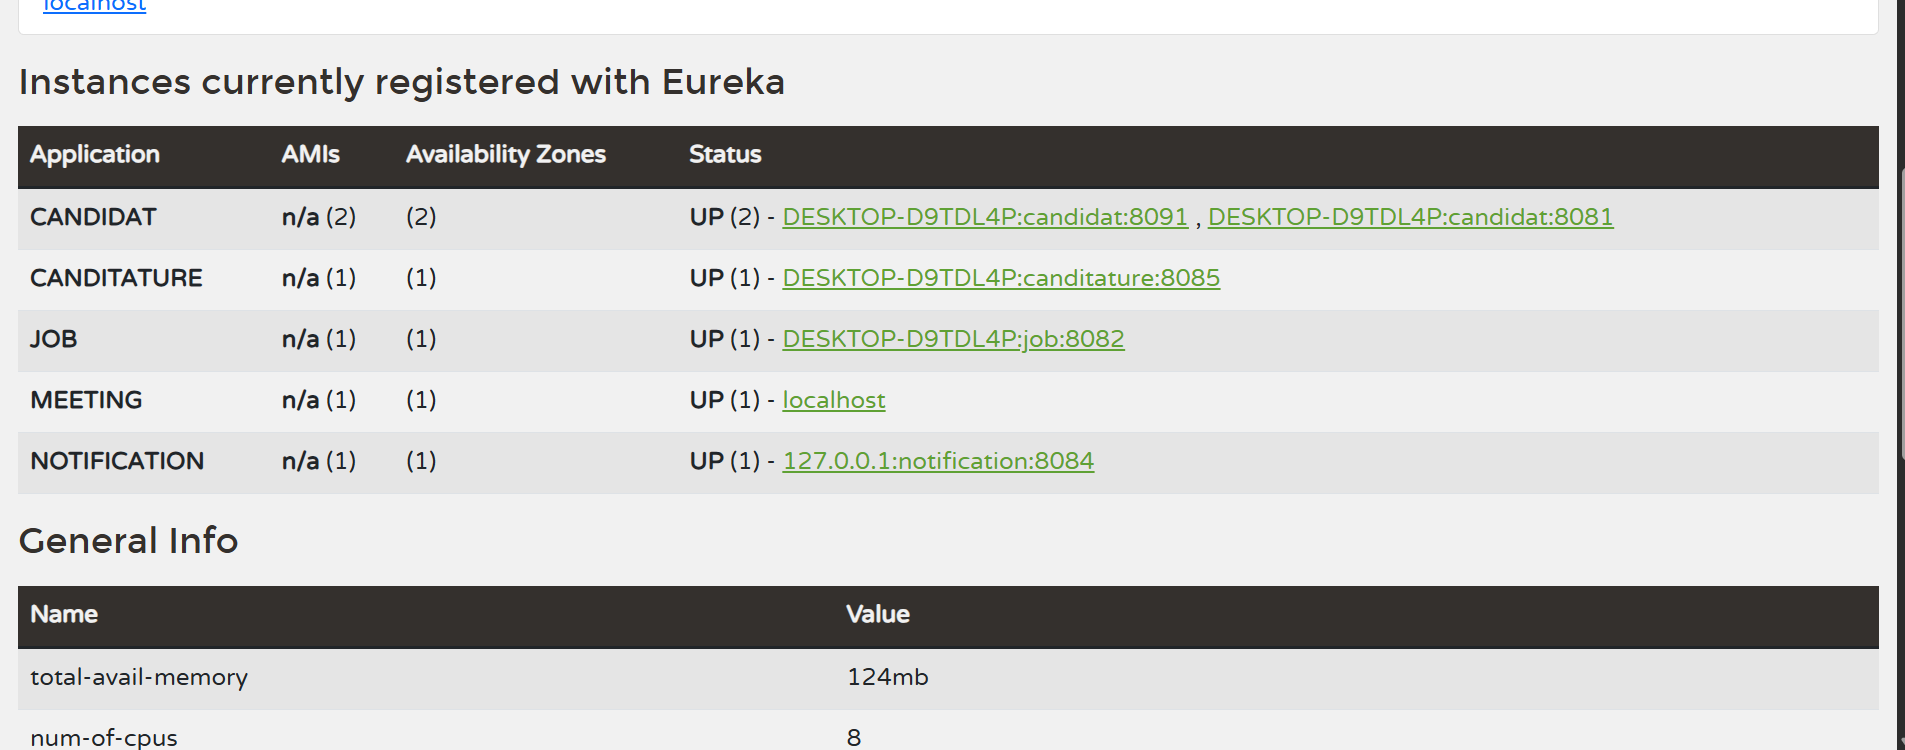 localhost
Instances currently registered with Eureka
Application AMIs Availability Zones Status
CANDIDAT n/a (2) (2) UP (2) - DESKTOP-D9TDL4P:candidat:8091 , DESKTOP-D9TDL4P:candidat:8081
CANDITATURE n/a (1) (1) UP (1) - DESKTOP-D9TDL4P:canditature:8085
JOB n/a (1) (1) UP (1) - DESKTOP-D9TDL4P:job:8082
MEETING n/a (1) (1) UP (1) - localhost
NOTIFICATION n/a (1) (1) UP (1) - 127.0.0.1:notification:8084
General Info
Name Value
total-avail-memory 124mb
num-of-cpus 8